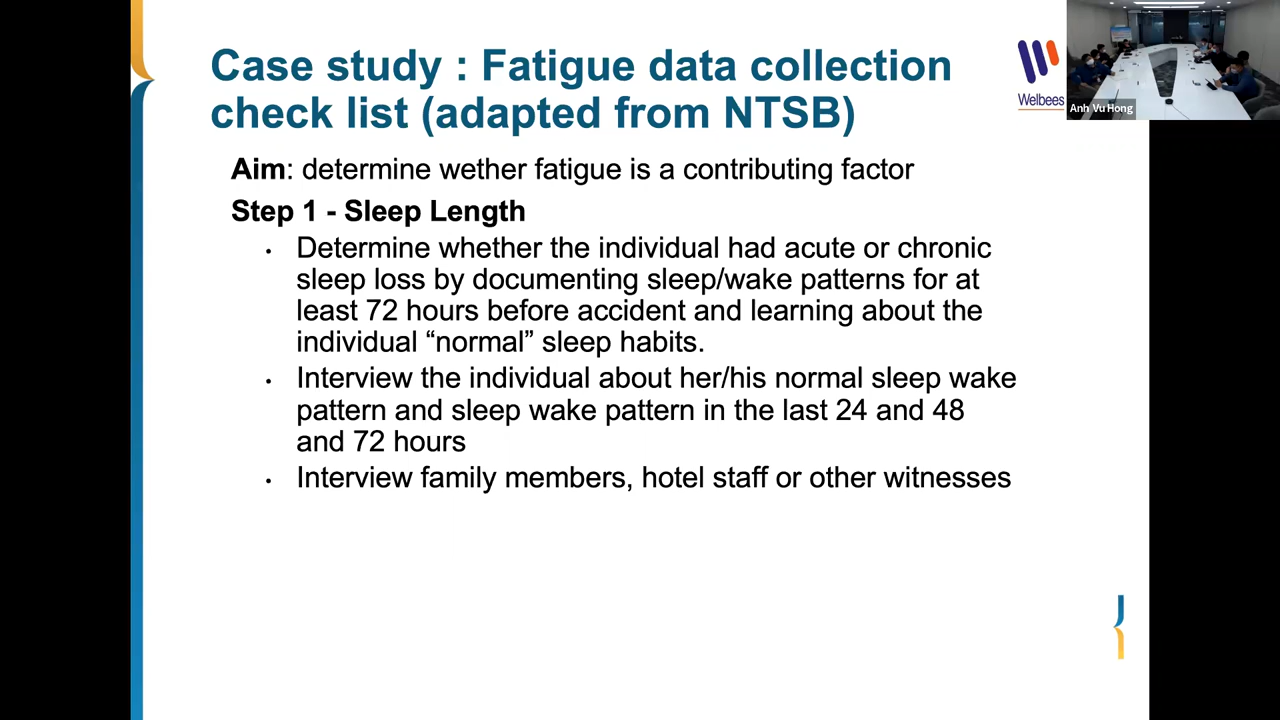 Case study : Fatigue data collection
check list (adapted from NTSB)
Welbees
Anh Vu Hong
Aim: determine wether fatigue is a contributing factor
Step 1 - Sleep Length
• Determine whether the individual had acute or chronic
sleep loss by documenting sleep/wake patterns for at
least 72 hours before accident and learning about the
individual “normal” sleep habits.
• Interview the individual about her/his normal sleep wake
pattern and sleep wake pattern in the last 24 and 48
and 72 hours
• Interview family members, hotel staff or other witnesses